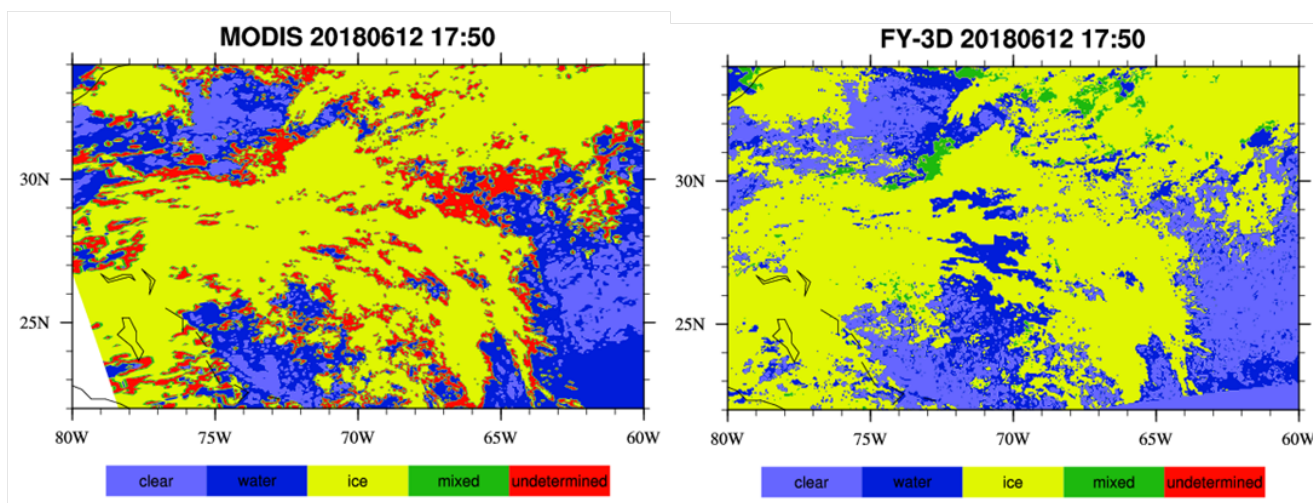 MODIS 20180612 17:50
30N
25N
80W 75W 70W 65W 60W
clear water ice mixed undetermined
FY-3D 20180612 17:50
30N
25N
80W 75W 70W 65W 60W
clear water ice mixed undetermined